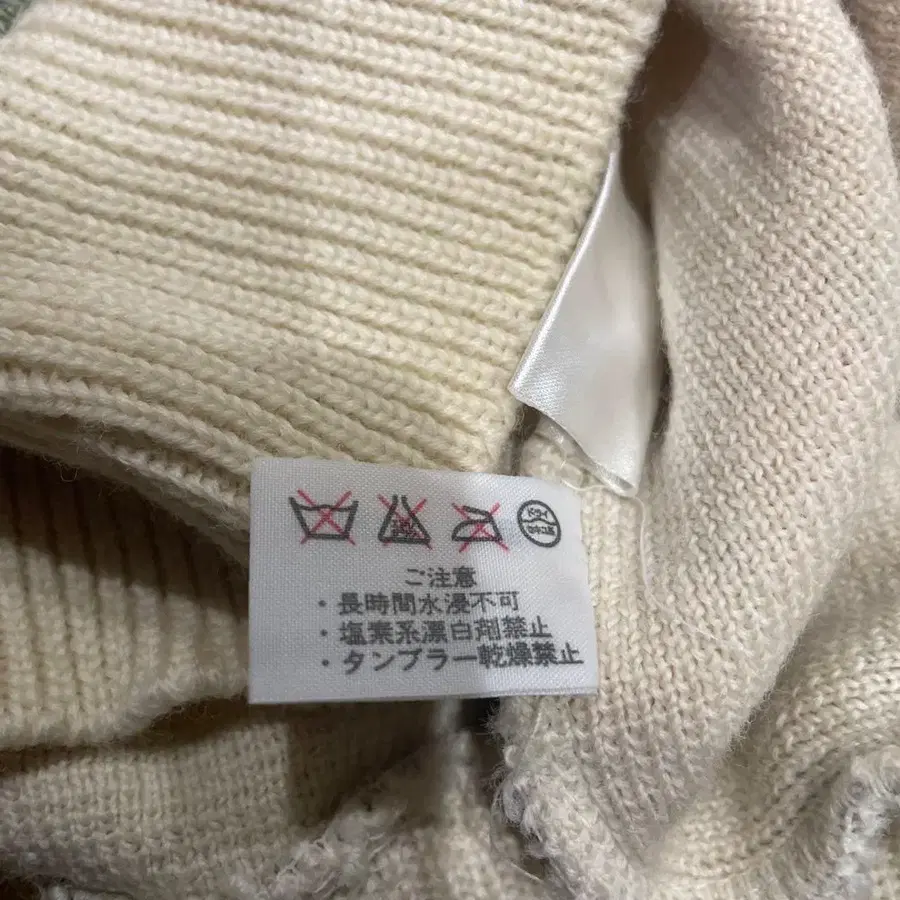 ご注意
・長時間水浸不可
・塩素系漂白剤禁止
・タンブラー乾燥禁止